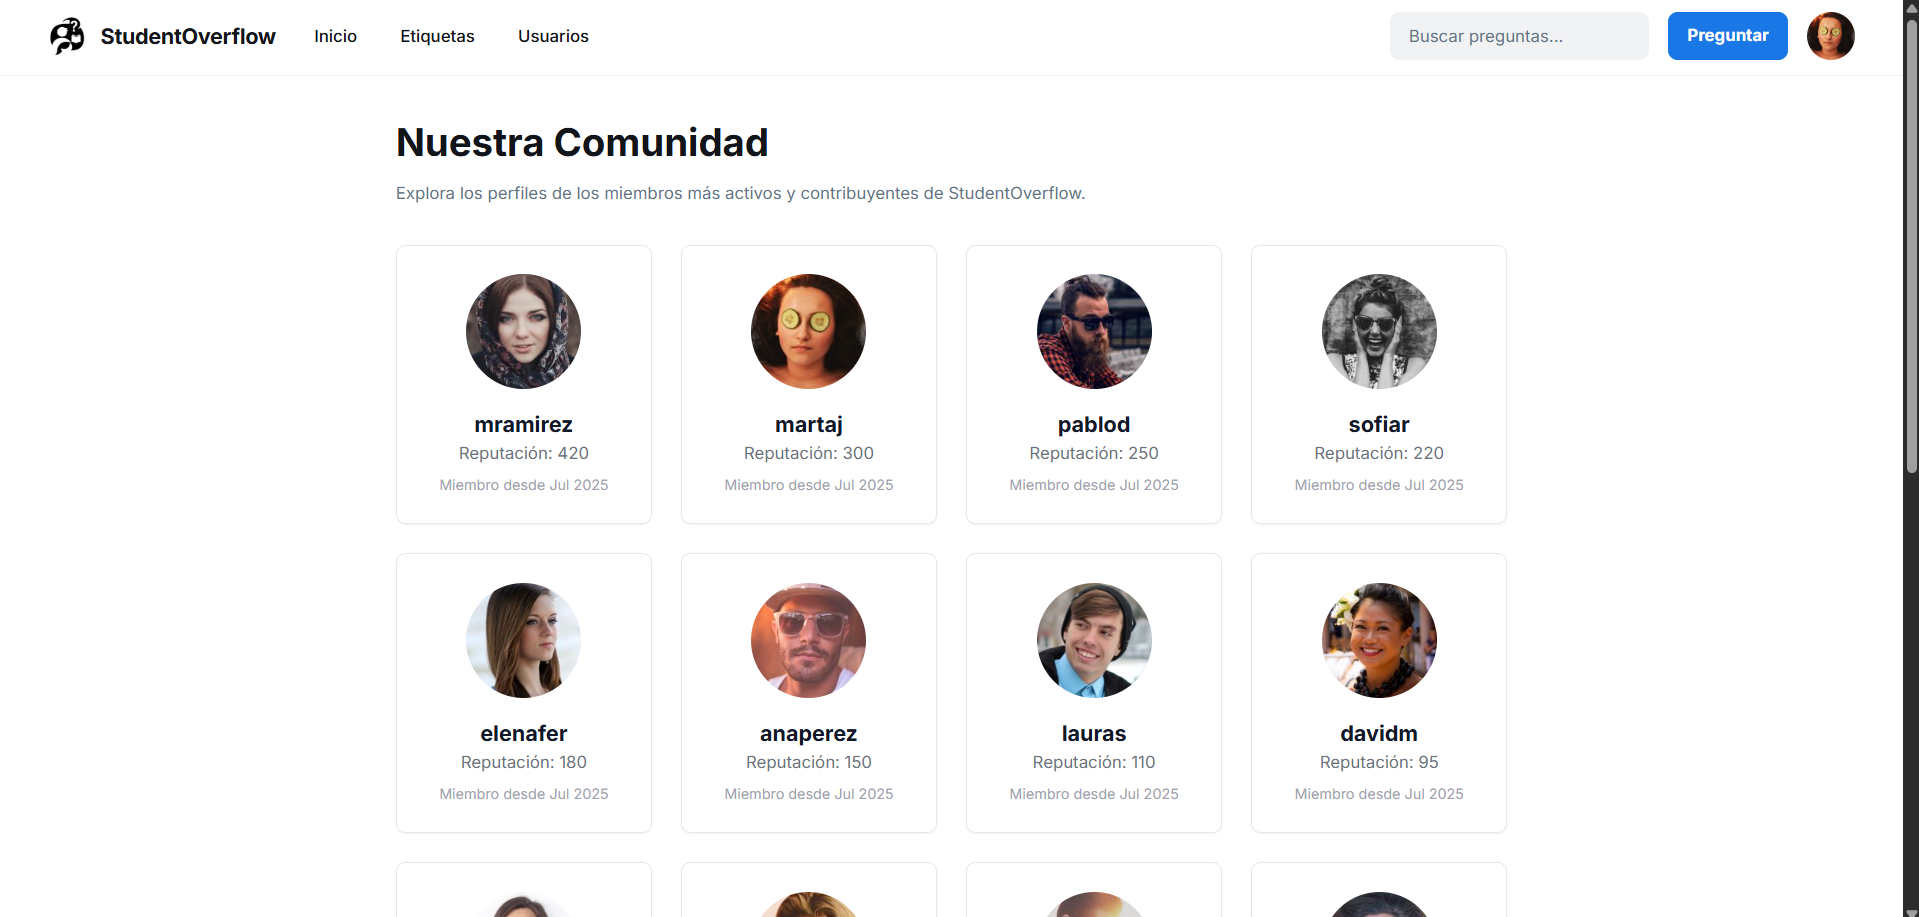 StudentOverflow
Inicio
Etiquetas
Usuarios
Buscar preguntas...
Preguntar
Nuestra Comunidad
Explora los perfiles de los miembros más activos y contribuyentes de StudentOverflow.
mramirez
Reputación: 420
Miembro desde Jul 2025
martaj
Reputación: 300
Miembro desde Jul 2025
pablod
Reputación: 250
Miembro desde Jul 2025
sofiar
Reputación: 220
Miembro desde Jul 2025
elenafer
Reputación: 180
Miembro desde Jul 2025
anaperez
Reputación: 150
Miembro desde Jul 2025
lauras
Reputación: 110
Miembro desde Jul 2025
davidm
Reputación: 95
Miembro desde Jul 2025